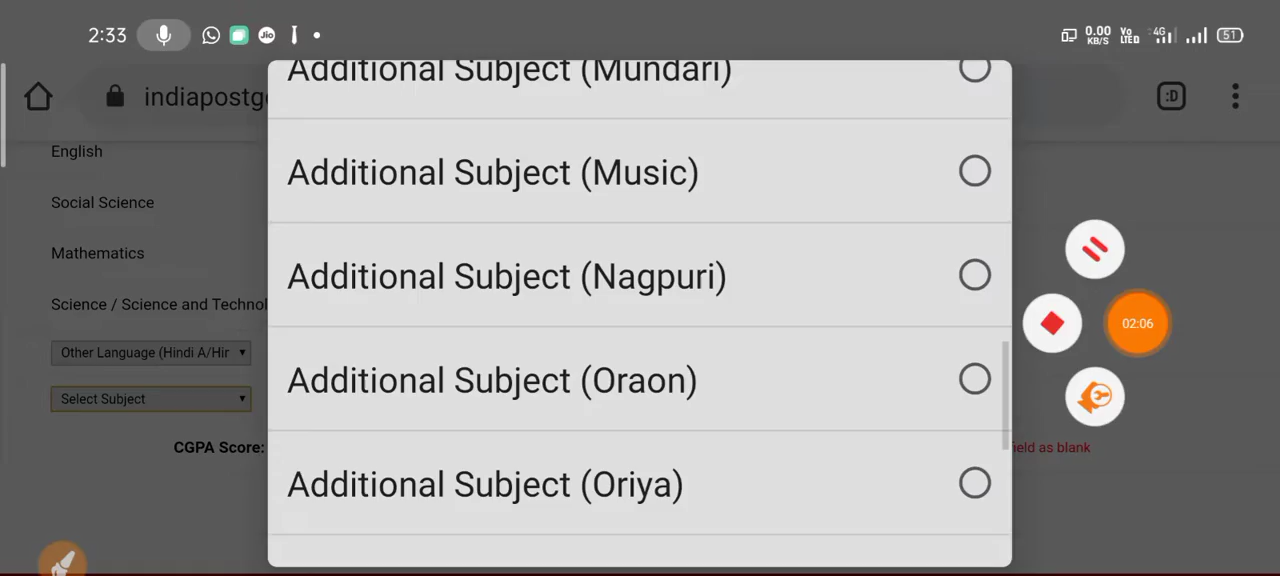 2:33
Jio
0.00
KB/S
Vo
LTE D
4G
51
indiapostg
:D
English
Social Science
Mathematics
Science / Science and Technol
Other Language (Hindi A/Hir
Select Subject
CGPA Score:
ield as blank
Additional Subject (Mundari)
Additional Subject (Music)
Additional Subject (Nagpuri)
Additional Subject (Oraon)
Additional Subject (Oriya)
02:06